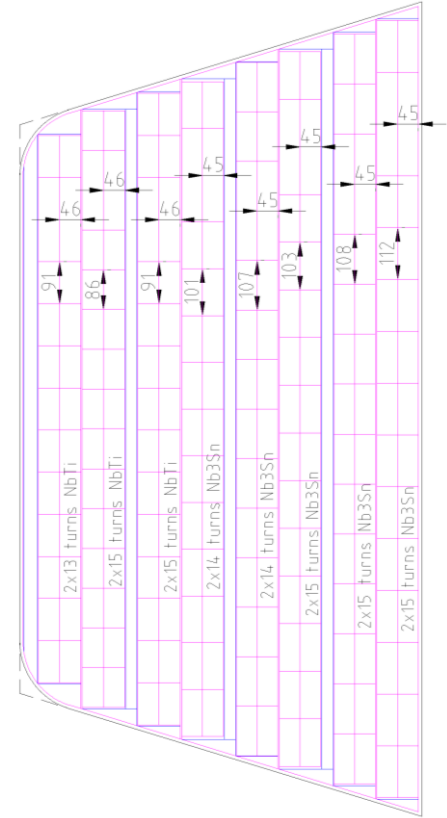 46
91
2x13 turns NbTi
46
86
2x15 turns NbTi
46
91
2x15 turns NbTi
45
101
2x14 turns Nb3Sn
45
107
2x14 turns Nb3Sn
45
103
2x15 turns Nb3Sn
45
108
2x15 turns Nb3Sn
45
112
2x15 turns Nb3Sn